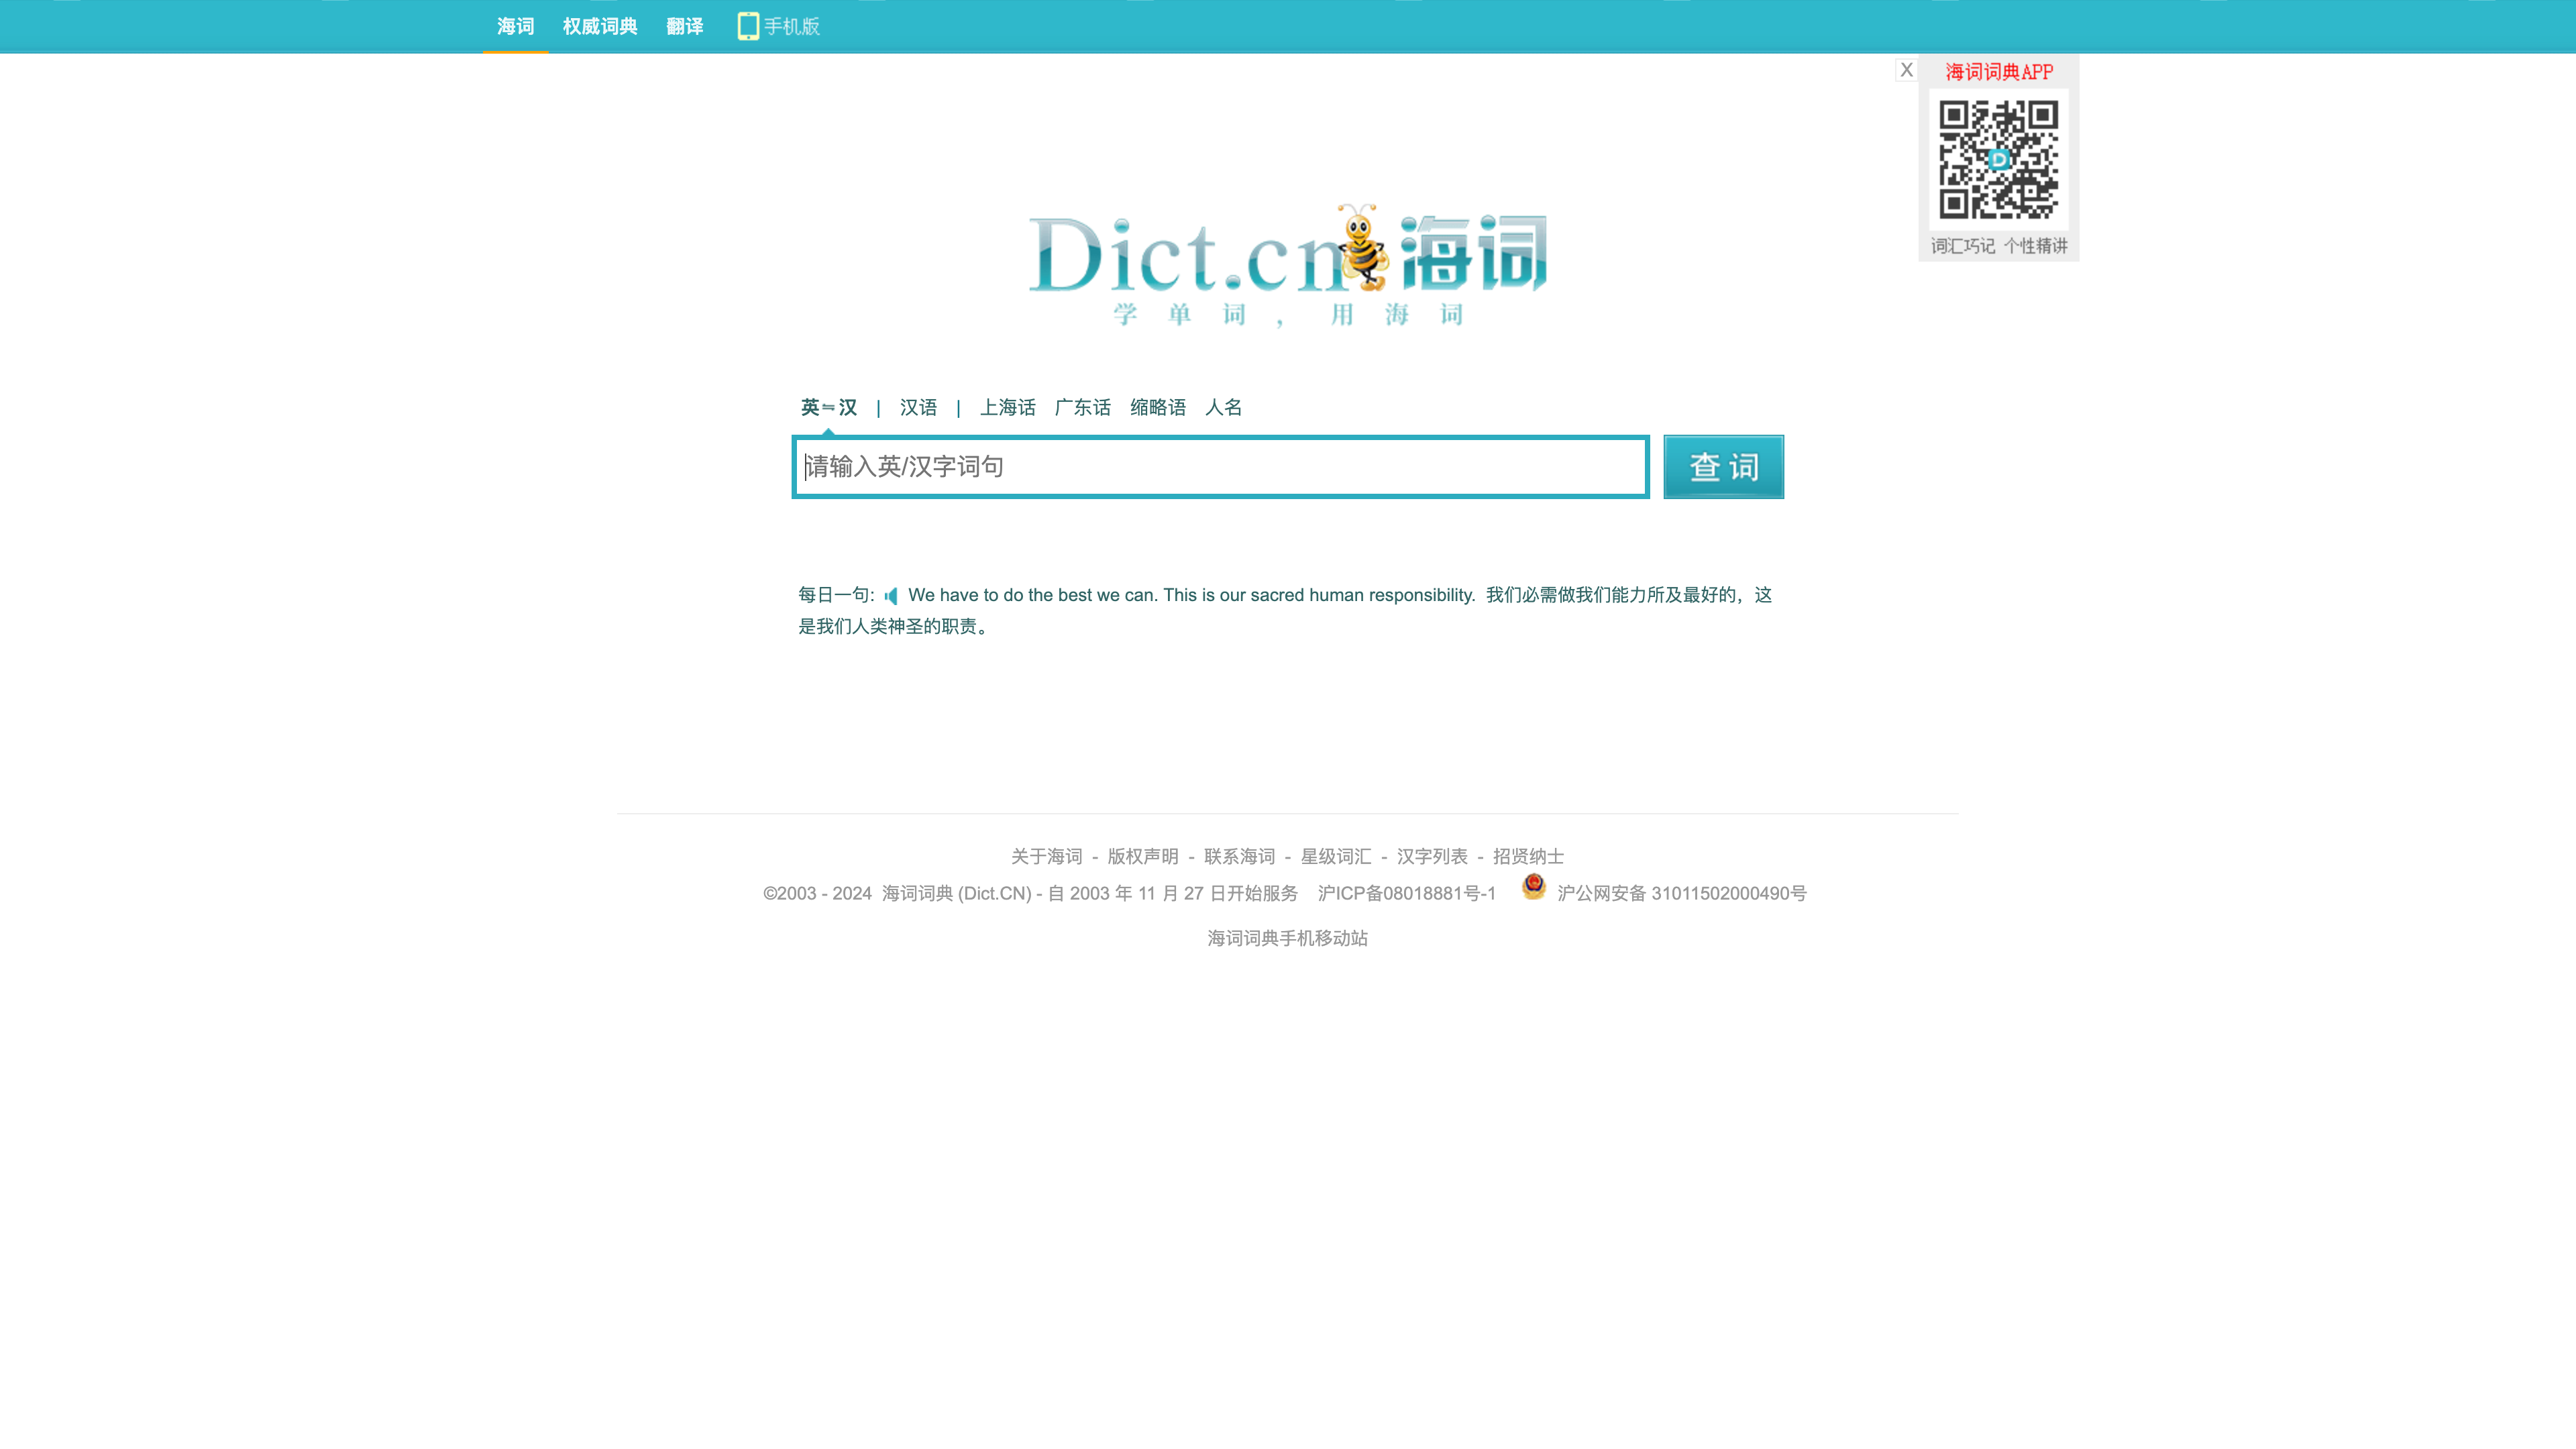 海词 权威词典 翻译 手机版
X 海词词典APP
词汇巧记 个性精讲
Dict.cn 海词
学单词，用海词
英⇋汉 | 汉语 | 上海话 广东话 缩略语 人名
请输入英/汉字词句 查 词
每日一句: We have to do the best we can. This is our sacred human responsibility. 我们必需做我们能力所及最好的，这
是我们人类神圣的职责。
关于海词 - 版权声明 - 联系海词 - 星级词汇 - 汉字列表 - 招贤纳士
©2003 - 2024 海词词典 (Dict.CN) - 自 2003 年 11 月 27 日开始服务 沪ICP备08018881号-1 沪公网安备 31011502000490号
海词词典手机移动站